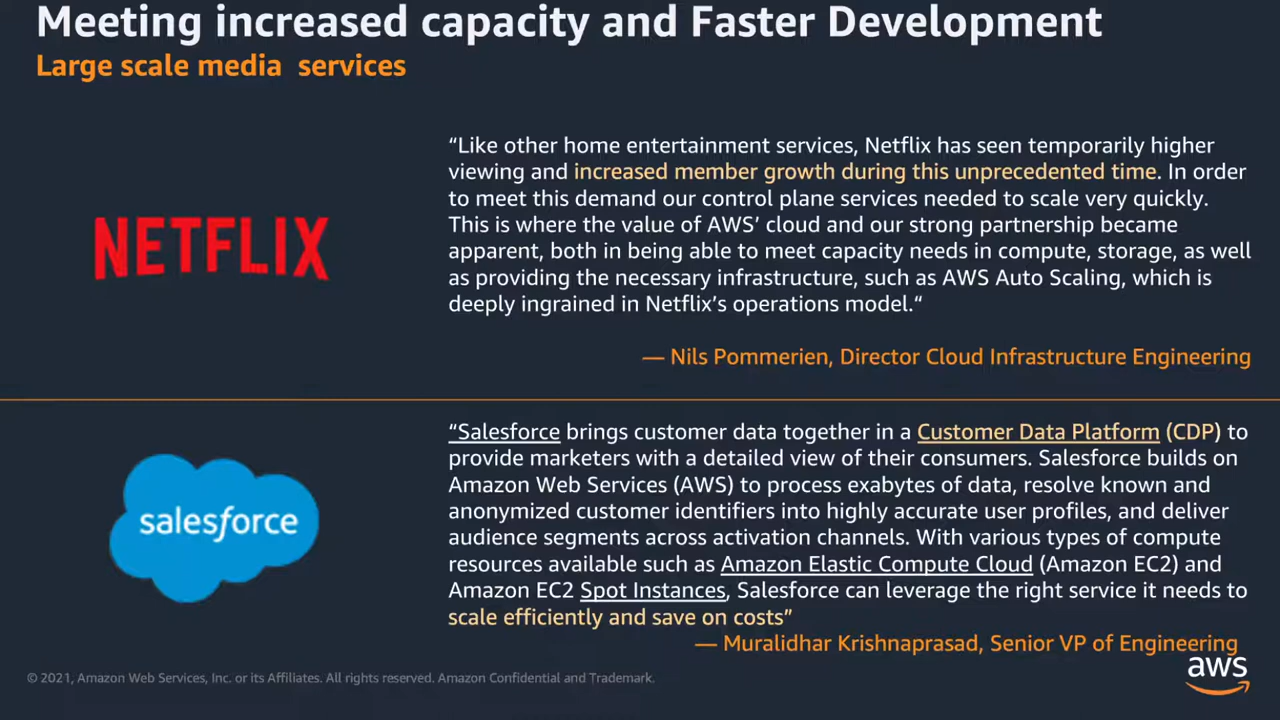 Meeting increased capacity and Faster Development
Large scale media  services
“Like other home entertainment services, Netflix has seen temporarily higher
viewing and increased member growth during this unprecedented time. In order
to meet this demand our control plane services needed to scale very quickly.
This is where the value of AWS’ cloud and our strong partnership became
apparent, both in being able to meet capacity needs in compute, storage, as well
as providing the necessary infrastructure, such as AWS Auto Scaling, which is
deeply ingrained in Netflix’s operations model.“
NETFLIX
— Nils Pommerien, Director Cloud Infrastructure Engineering
“Salesforce brings customer data together in a Customer Data Platform (CDP) to
provide marketers with a detailed view of their consumers. Salesforce builds on
Amazon Web Services (AWS) to process exabytes of data, resolve known and
anonymized customer identifiers into highly accurate user profiles, and deliver
audience segments across activation channels. With various types of compute
resources available such as Amazon Elastic Compute Cloud (Amazon EC2) and
Amazon EC2 Spot Instances, Salesforce can leverage the right service it needs to
scale efficiently and save on costs”
salesforce
— Muralidhar Krishnaprasad, Senior VP of Engineering
© 2021, Amazon Web Services, Inc. or its Affiliates. All rights reserved. Amazon Confidential and Trademark.
aws